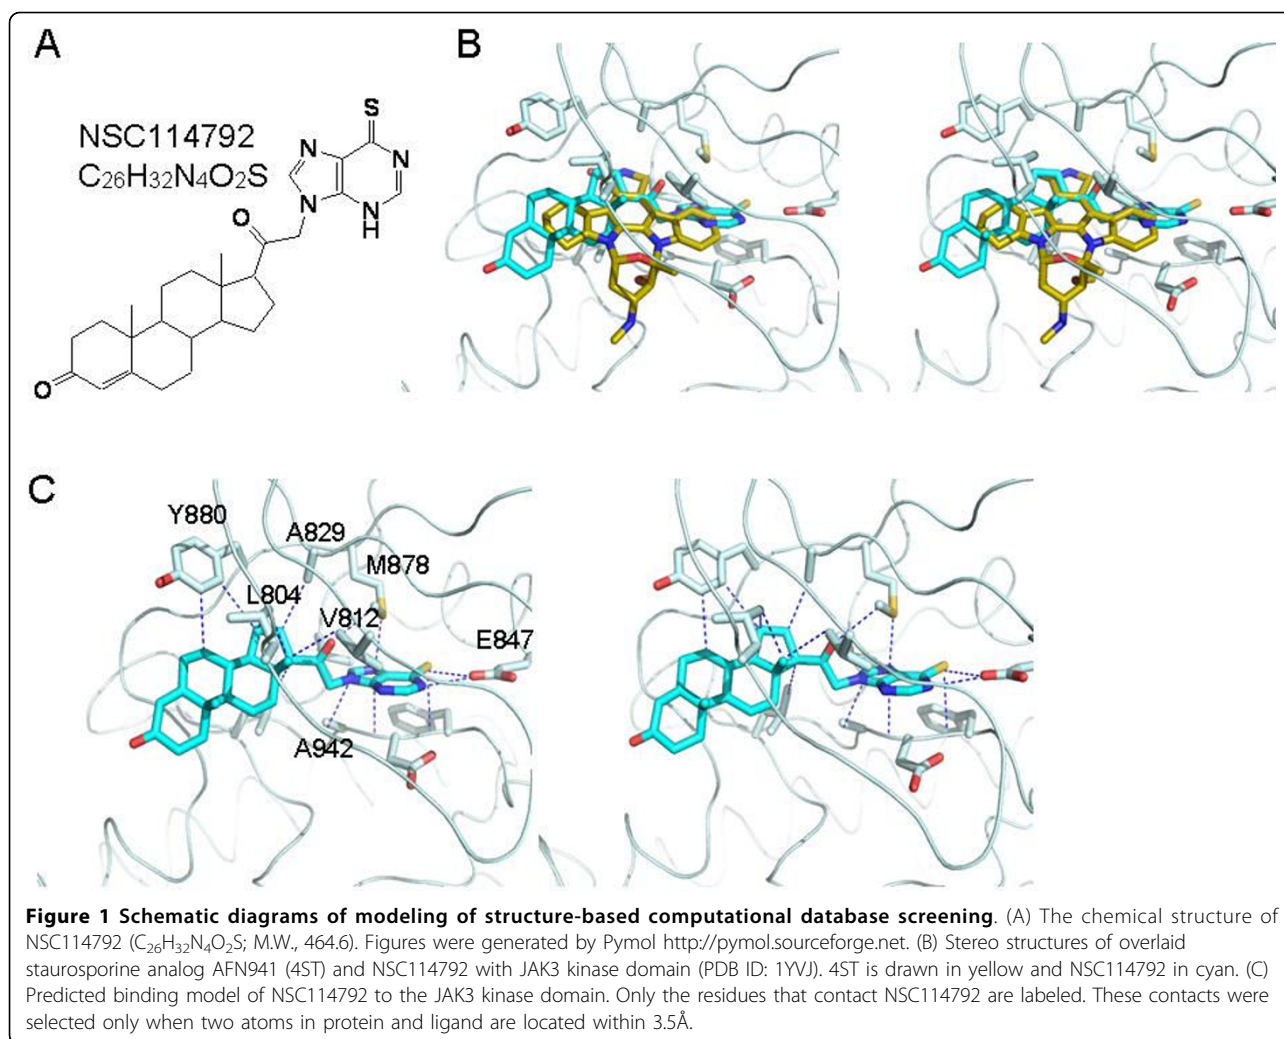 A
B
NSC114792
C26H32N4O2S
S
N
N
N
N
H
O
O
C
Y880
A829
M878
L804
V812
E847
A942
Figure 1 Schematic diagrams of modeling of structure-based computational database screening. (A) The chemical structure of
NSC114792 (C26H32N4O2S; M.W., 464.6). Figures were generated by Pymol http://pymol.sourceforge.net. (B) Stereo structures of overlaid
staurosporine analog AFN941 (4ST) and NSC114792 with JAK3 kinase domain (PDB ID: 1YVJ). 4ST is drawn in yellow and NSC114792 in cyan. (C)
Predicted binding model of NSC114792 to the JAK3 kinase domain. Only the residues that contact NSC114792 are labeled. These contacts were
selected only when two atoms in protein and ligand are located within 3.5Å.